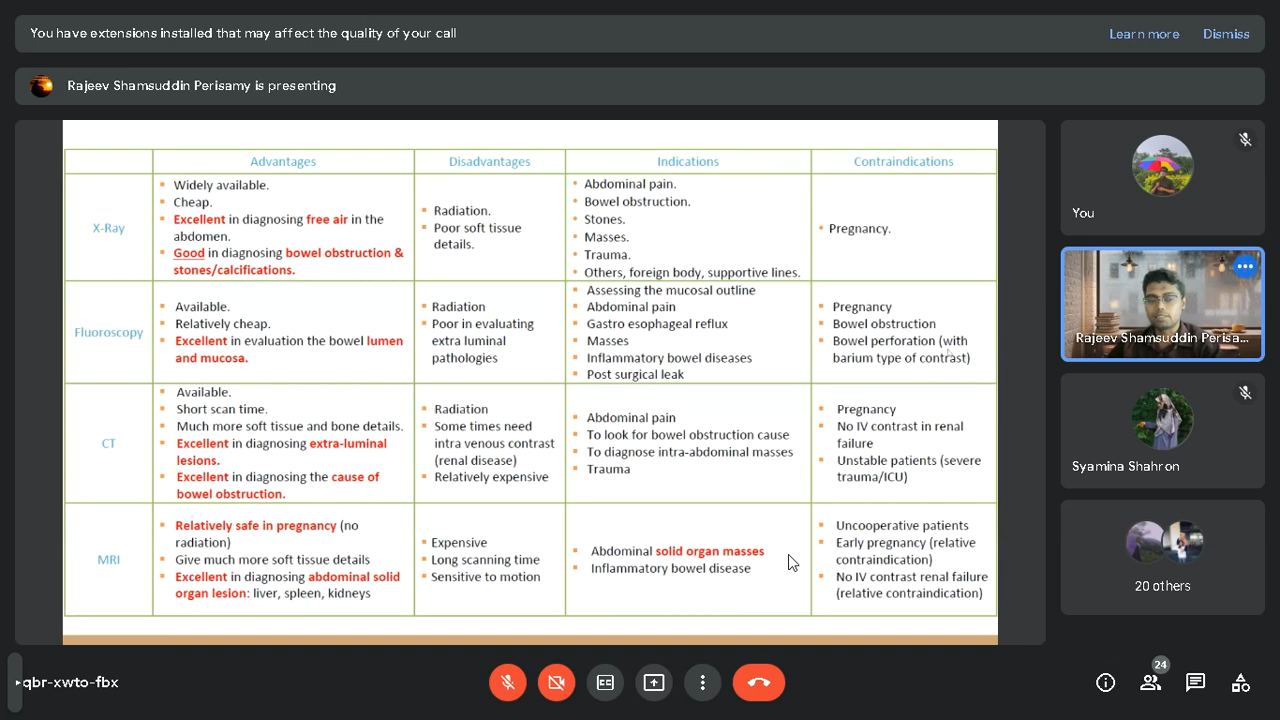 You have extensions installed that may affect the quality of your call
Learn more
Dismiss
Rajeev Shamsuddin Perisamy is presenting
Advantages
Disadvantages
Indications
Contraindications
X-Ray
Widely available.
Cheap.
Excellent in diagnosing free air in the
abdomen.
Good in diagnosing bowel obstruction &
stones/calcifications.
Radiation.
Poor soft tissue
details.
Abdominal pain.
Bowel obstruction.
Stones.
Masses.
Trauma.
Others, foreign body, supportive lines.
Pregnancy.
Fluoroscopy
Available.
Relatively cheap.
Excellent in evaluation the bowel lumen
and mucosa.
Radiation
Poor in evaluating
extra luminal
pathologies
Assessing the mucosal outline
Abdominal pain
Gastro esophageal reflux
Masses
Inflammatory bowel diseases
Post surgical leak
Pregnancy
Bowel obstruction
Bowel perforation (with
barium type of contrast)
CT
Available.
Short scan time.
Much more soft tissue and bone details.
Excellent in diagnosing extra-luminal
lesions.
Excellent in diagnosing the cause of
bowel obstruction.
Radiation
Some times need
intra venous contrast
(renal disease)
Relatively expensive
Abdominal pain
To look for bowel obstruction cause
To diagnose intra-abdominal masses
Trauma
Pregnancy
No IV contrast in renal
failure
Unstable patients (severe
trauma/ICU)
MRI
Relatively safe in pregnancy (no
radiation)
Give much more soft tissue details
Excellent in diagnosing abdominal solid
organ lesion: liver, spleen, kidneys
Expensive
Long scanning time
Sensitive to motion
Abdominal solid organ masses
Inflammatory bowel disease
Uncooperative patients
Early pregnancy (relative
contraindication)
No IV contrast renal failure
(relative contraindication)
You
Rajeev Shamsuddin Perisa...
Syamina Shahron
20 others
qbr-xwto-fbx
24